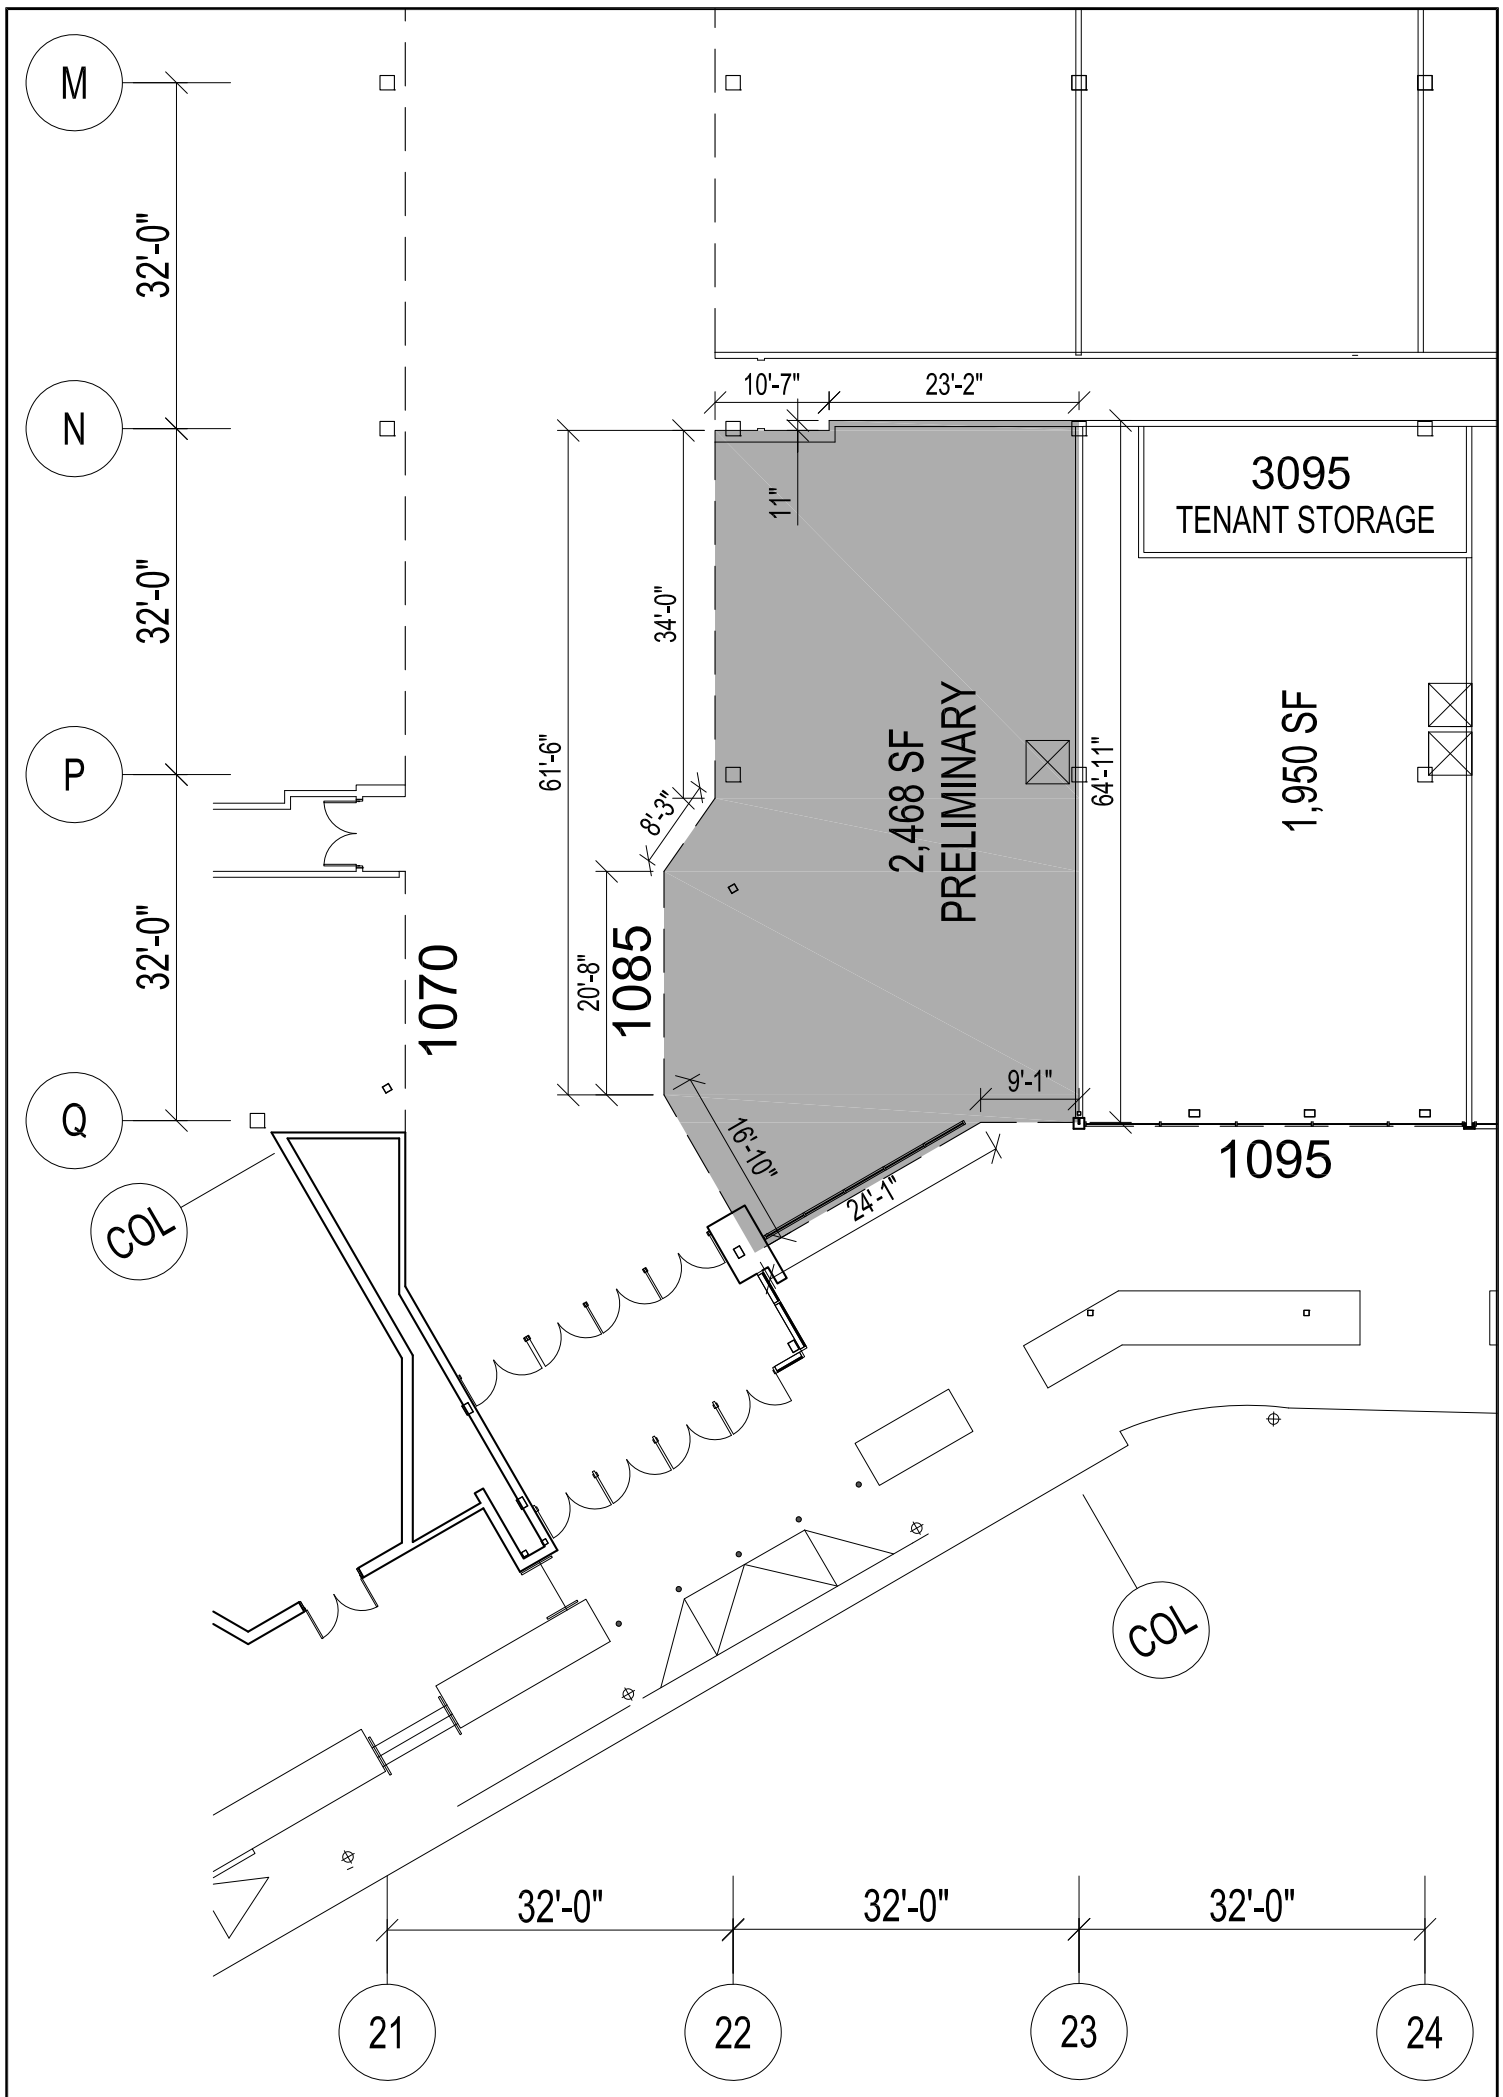 M
32'-0"
N
10'-7"
23'-2"
11"
3095
TENANT STORAGE
32'-0"
34'-0"
61'-6"
2,468 SF
PRELIMINARY
64'-11"
1,950 SF
P
8'-3"
32'-0"
1070
20'-8"
1085
9'-1"
Q
16'-10"
24'-1"
1095
COL
COL
32'-0"
32'-0"
32'-0"
21
22
23
24